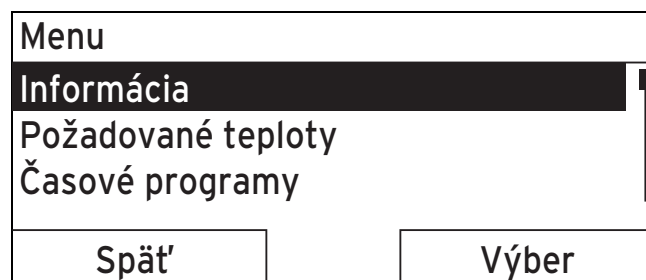 Menu
Informácia
Požadované teploty
Časové programy
Späť
Výber